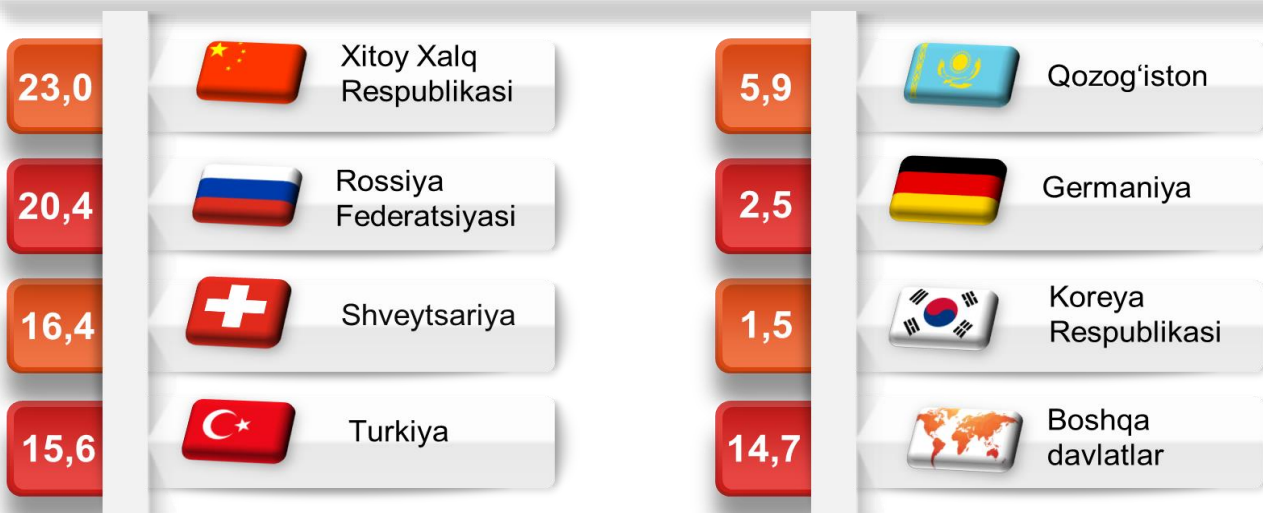 23,0
Xitoy Xalq
Respublikasi
20,4
Rossiya
Federatsiyasi
16,4
Shveytsariya
15,6
Turkiya
5,9
Qozog‘iston
2,5
Germaniya
1,5
Koreya
Respublikasi
14,7
Boshqa
davlatlar